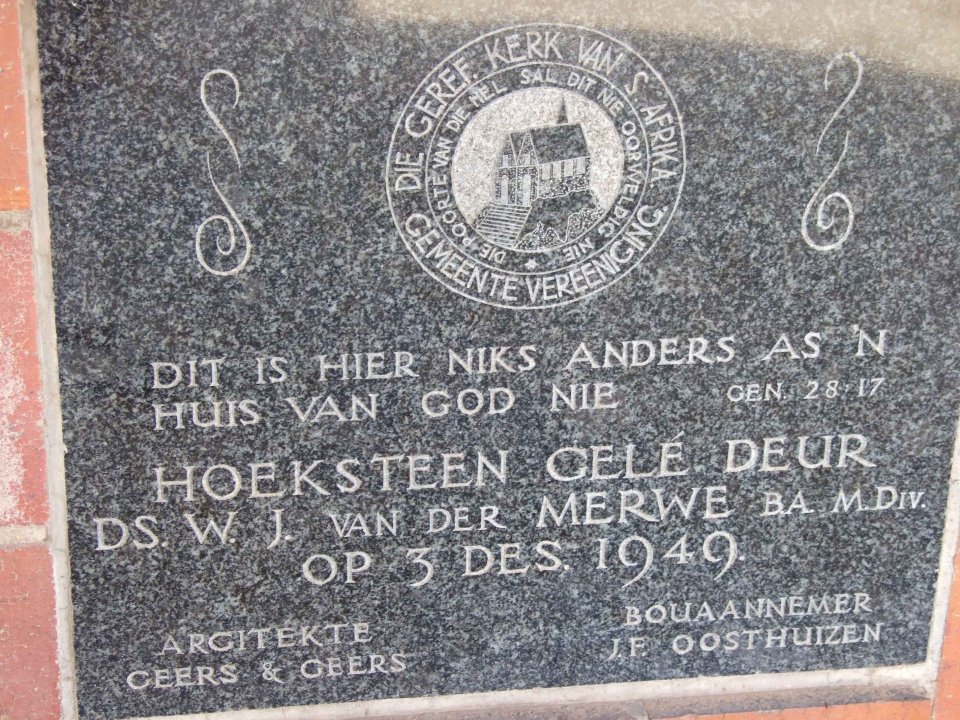 DIE GEREF. KERK VAN S. AFRIKA
DIE POORTE VAN DIE HEL SAL DIT NIE OORWELDIG NIE
GEMEENTE VEREENIGING.
DIT IS HIER NIKS ANDERS AS 'N
HUIS VAN GOD NIE GEN. 28:17
HOEKSTEEN GELÉ DEUR
DS. W. J. VAN DER MERWE BA. M.DIV.
OP 3 DES. 1949.
ARGITEKTE
GEERS & GEERS
BOUAANNEMER
J.F. OOSTHUIZEN